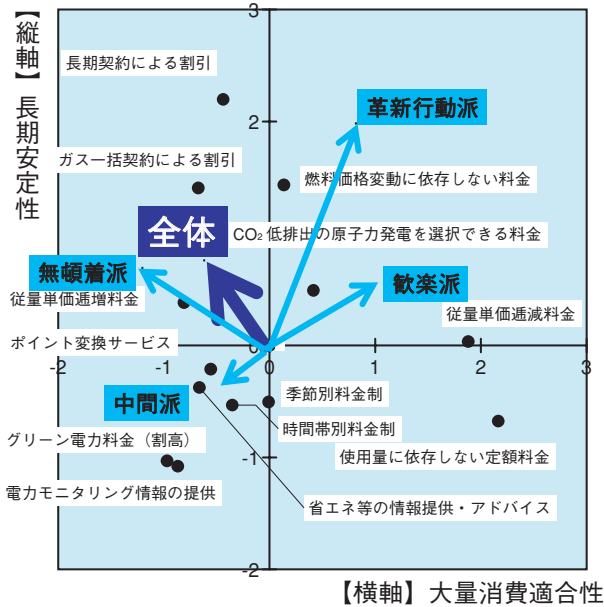 【縦軸】長期安定性
3
長期契約による割引
2
革新行動派
ガス一括契約による割引
燃料価格変動に依存しない料金
全体
CO₂低排出の原子力発電を選択できる料金
無頓着派
歓楽派
従量単価逓増料金
従量単価逓減料金
ポイント変換サービス
0
-2
-1
0
1
2
3
中間派
季節別料金制
時間帯別料金制
グリーン電力料金（割高）
使用量に依存しない定額料金
-1
電力モニタリング情報の提供
省エネ等の情報提供・アドバイス
-2
【横軸】大量消費適合性